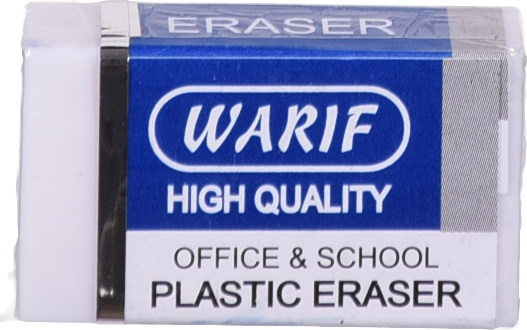 ERASER
WARIF
HIGH QUALITY
OFFICE & SCHOOL
PLASTIC ERASER